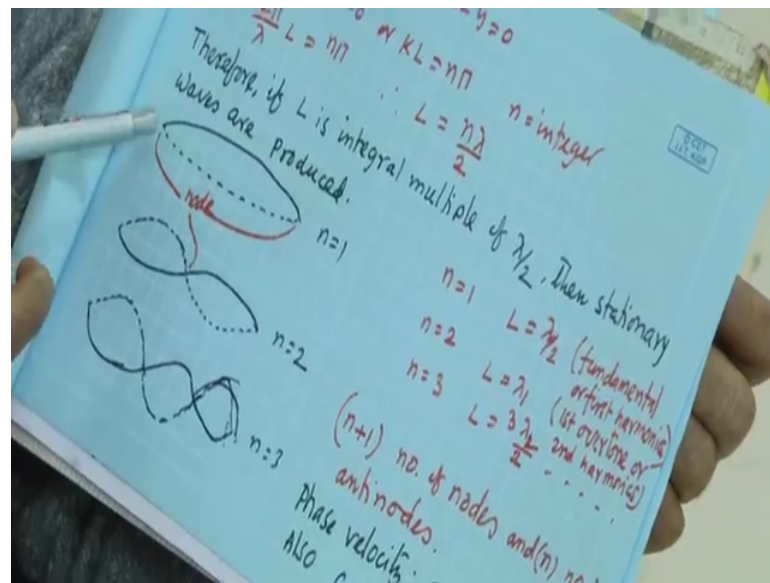 L = nπ or KL = nπ n = integer
∴ L = nλ/2
Therefore, if L is integral multiple of λ/2, then stationary
waves are produced.
node
n=1
n=2
n=3
n=1 L = λ/2 (fundamental
or first harmonics)
n=2 L = λ, (1st overtone or
2nd harmonics)
n=3 L = 3λ/2 .....
(n+1) no. of nodes and (n) no
antinodes.
Phase velocity:
Also